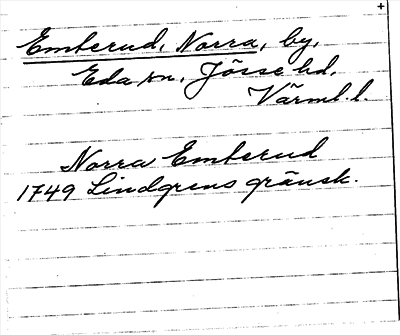 Emterud, Norra, by,
Eda sn, Jösse hd,
Värml. l.
Norra Emterud
1749 Lindgrens gränsk.